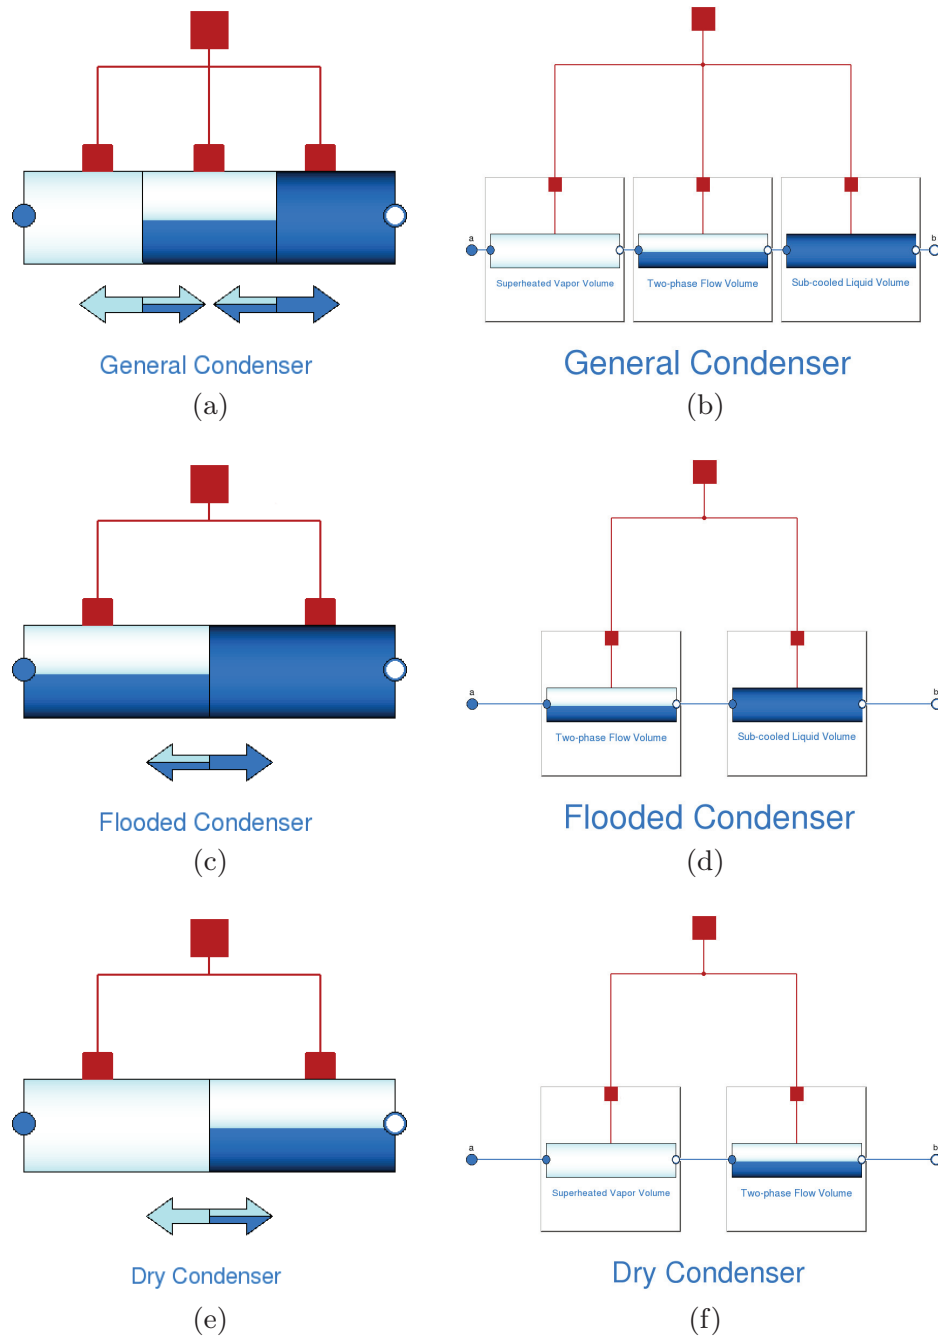 a
b
Superheated Vapor Volume
Two-phase Flow Volume
Sub-cooled Liquid Volume
General Condenser
General Condenser
(a)
(b)
a
b
Two-phase Flow Volume
Sub-cooled Liquid Volume
Flooded Condenser
Flooded Condenser
(c)
(d)
a
b
Superheated Vapor Volume
Two-phase Flow Volume
Dry Condenser
Dry Condenser
(e)
(f)